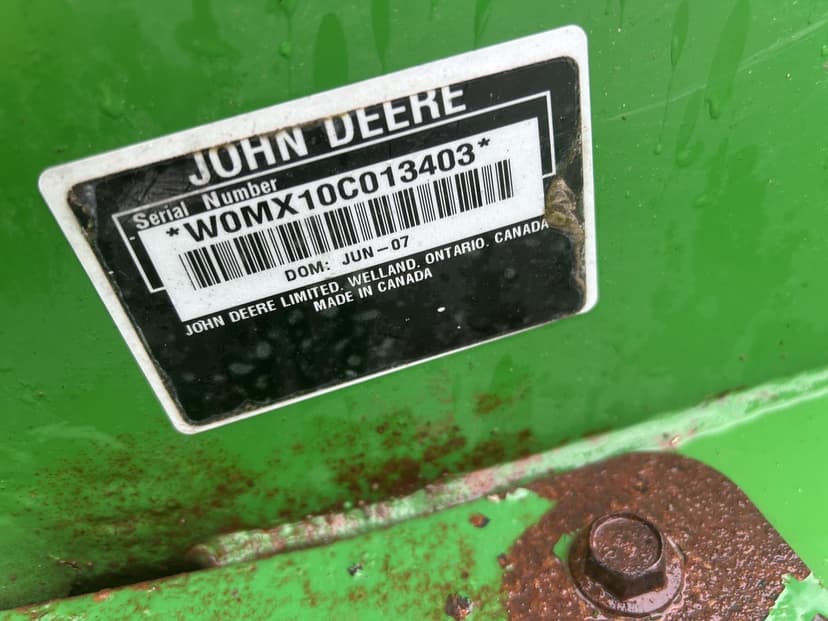 JOHN DEERE
Serial Number
*W0MX10C013403*
DOM: JUN-07
JOHN DEERE LIMITED. WELLAND, ONTARIO. CANADA
MADE IN CANADA